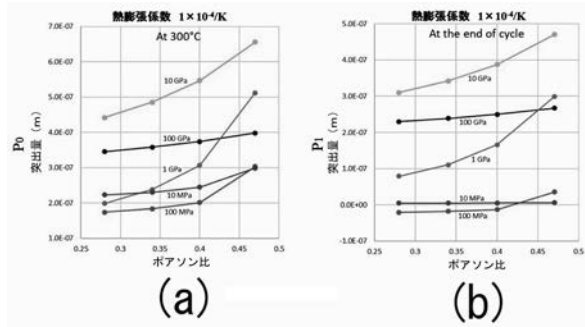 熱膨張係数 1×10⁻⁴/K
At 300°C
P0
突出量 (m)
7.0E-07
6.0E-07
5.0E-07
4.0E-07
3.0E-07
2.0E-07
1.0E-07
10 GPa
100 GPa
1 GPa
10 MPa
100 MPa
0.25
0.3
0.35
0.4
0.45
0.5
ポアソン比
(a)
熱膨張係数 1×10⁻⁴/K
At the end of cycle
P1
突出量 (m)
5.0E-07
4.0E-07
3.0E-07
2.0E-07
1.0E-07
0.0E+00
-1.0E-07
10 GPa
100 GPa
1 GPa
10 MPa
100 MPa
0.25
0.3
0.35
0.4
0.45
0.5
ポアソン比
(b)